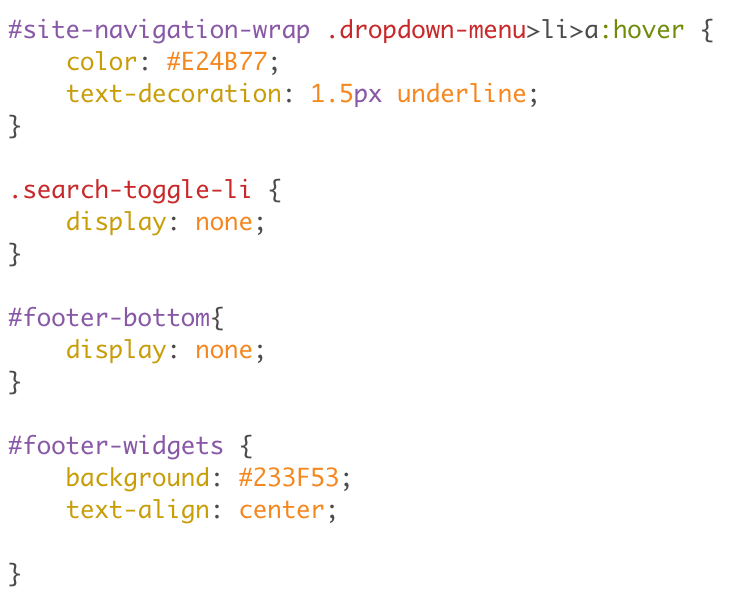 #site-navigation-wrap .dropdown-menu>li>a:hover {
    color: #E24B77;
    text-decoration: 1.5px underline;
}

.search-toggle-li {
    display: none;
}

#footer-bottom{
    display: none;
}

#footer-widgets {
    background: #233F53;
    text-align: center;

}